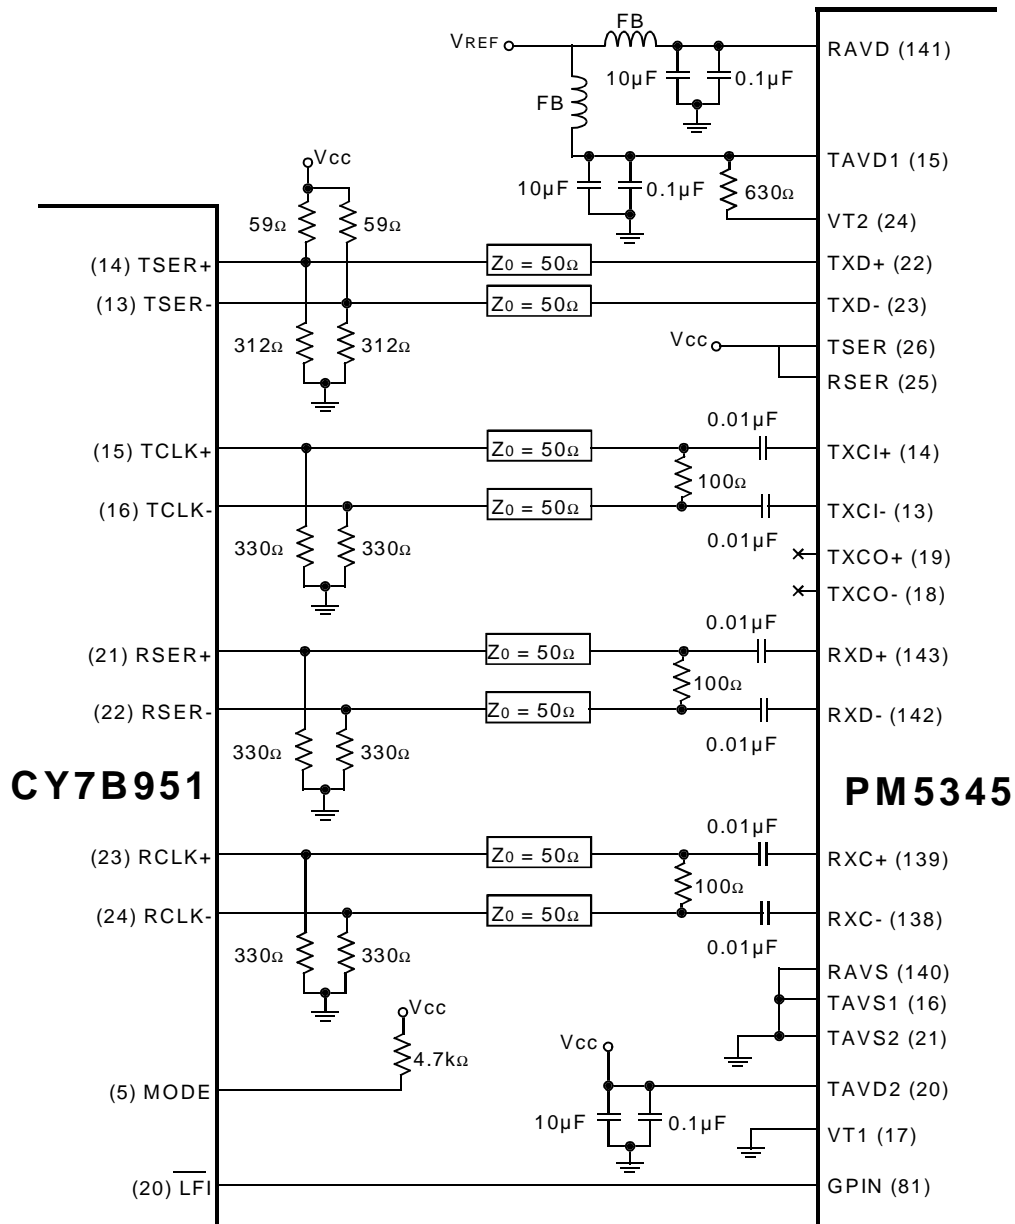 FB
VREF
RAVD (141)
10µF
0.1µF
FB
Vcc
TAVD1 (15)
10µF
0.1µF
630Ω
59Ω
59Ω
VT2 (24)
(14) TSER+
Z0 = 50Ω
TXD+ (22)
(13) TSER-
Z0 = 50Ω
TXD- (23)
312Ω
312Ω
Vcc
TSER (26)
RSER (25)
0.01µF
(15) TCLK+
Z0 = 50Ω
TXCI+ (14)
100Ω
(16) TCLK-
Z0 = 50Ω
TXCI- (13)
0.01µF
330Ω
330Ω
TXCO+ (19)
TXCO- (18)
0.01µF
(21) RSER+
Z0 = 50Ω
RXD+ (143)
100Ω
(22) RSER-
Z0 = 50Ω
RXD- (142)
0.01µF
330Ω
330Ω
CY7B951
PM5345
0.01µF
(23) RCLK+
Z0 = 50Ω
RXC+ (139)
100Ω
(24) RCLK-
Z0 = 50Ω
RXC- (138)
0.01µF
330Ω
330Ω
RAVS (140)
TAVS1 (16)
Vcc
TAVS2 (21)
Vcc
4.7kΩ
(5) MODE
TAVD2 (20)
10µF
0.1µF
VT1 (17)
(20) LFI
GPIN (81)